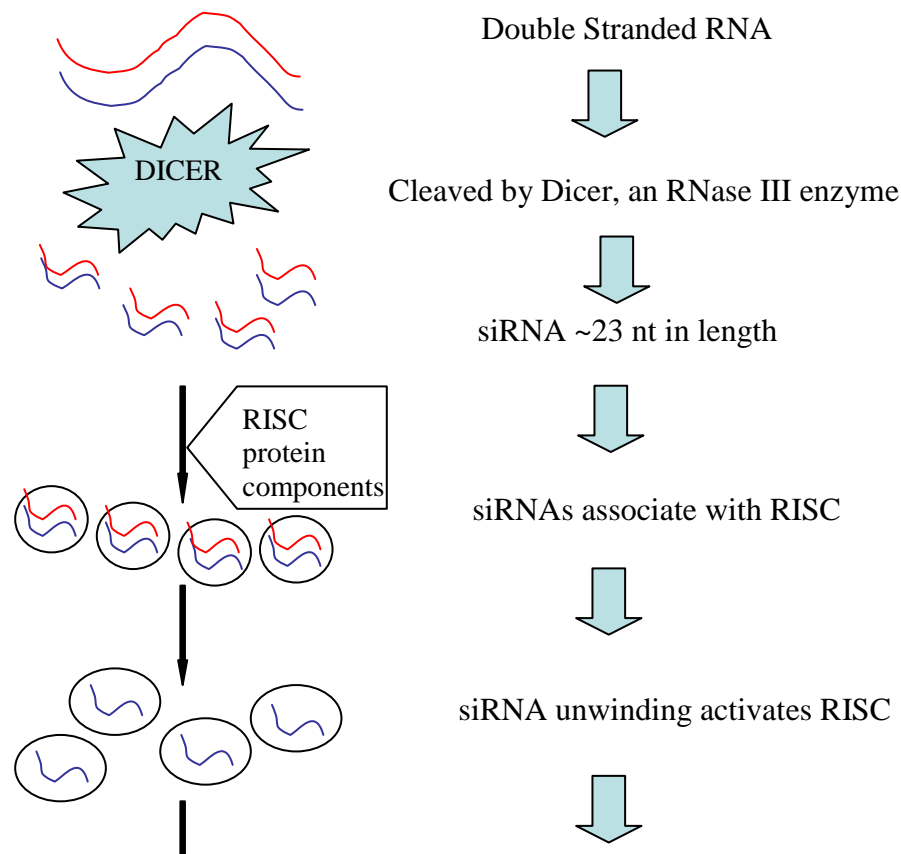 Double Stranded RNA
DICER
Cleaved by Dicer, an RNase III enzyme
siRNA ~23 nt in length
RISC
protein
components
siRNAs associate with RISC
siRNA unwinding activates RISC